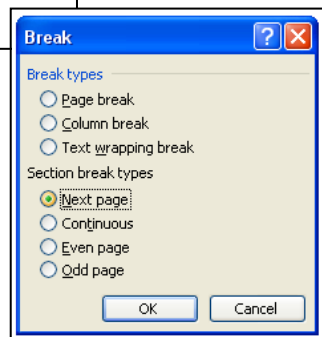 Break
Break types
Page break
Column break
Text wrapping break
Section break types
Next page
Continuous
Even page
Odd page
OK Cancel